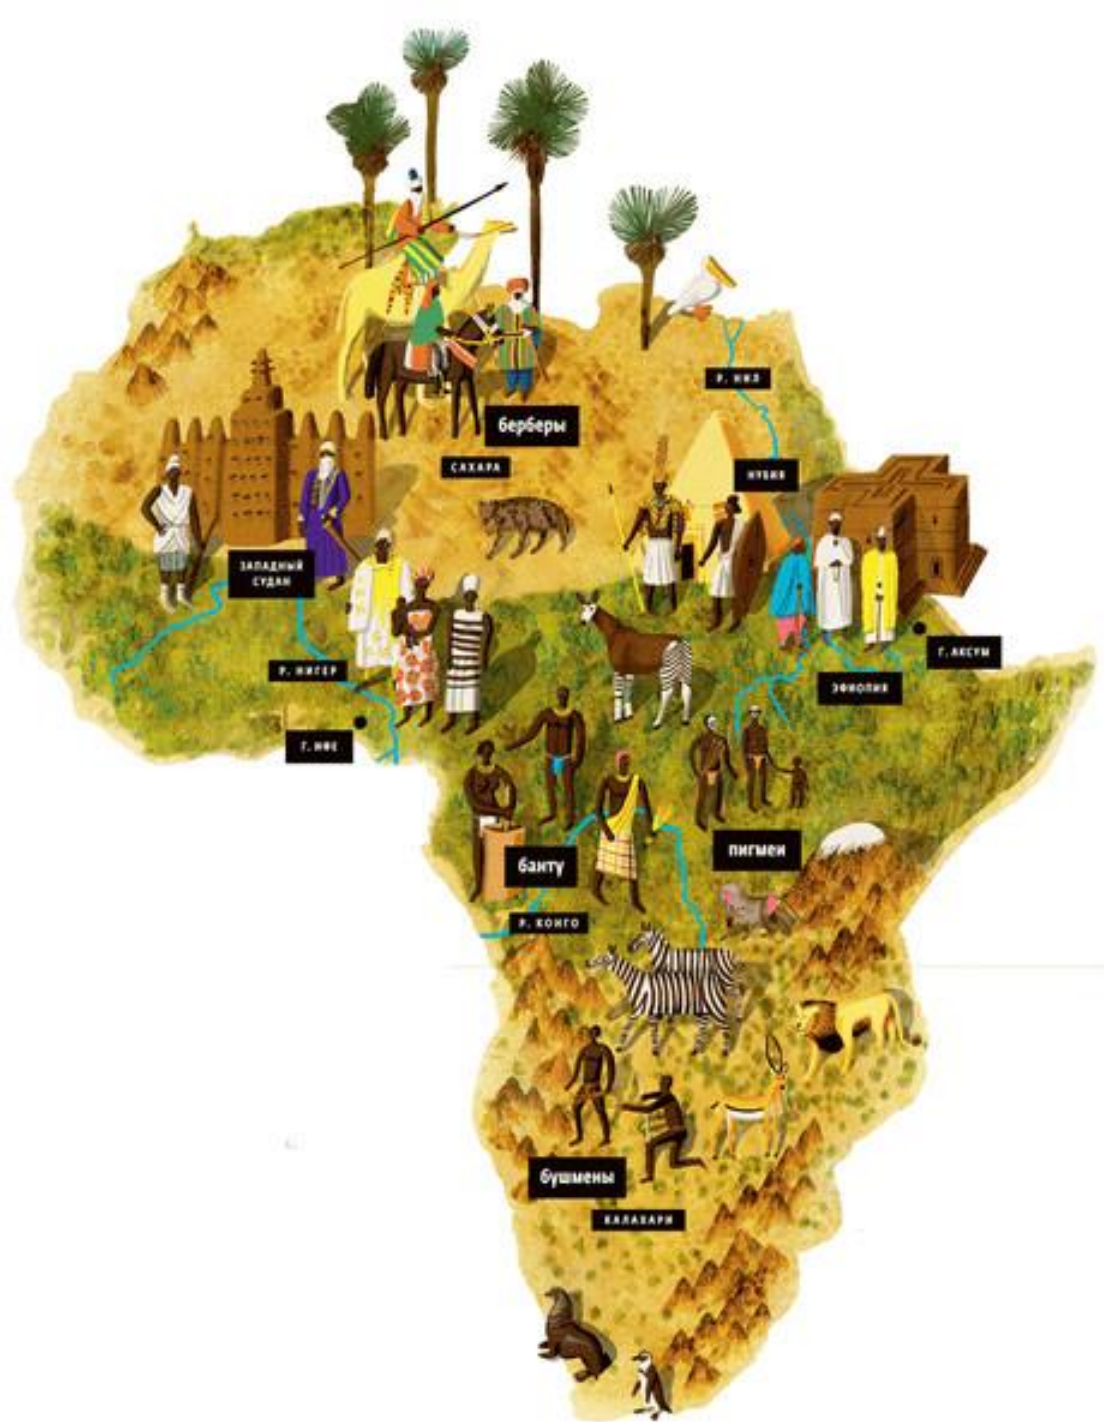 Р. НИЛ
берберы
САХАРА
НУБИЯ
ЗАПАДНЫЙ
СУДАН
Г. АКСУМ
Р. НИГЕР
ЭФИОПИЯ
Г. ИФЕ
пигмеи
банту
Р. КОНГО
бушмены
КАЛАХАРИ